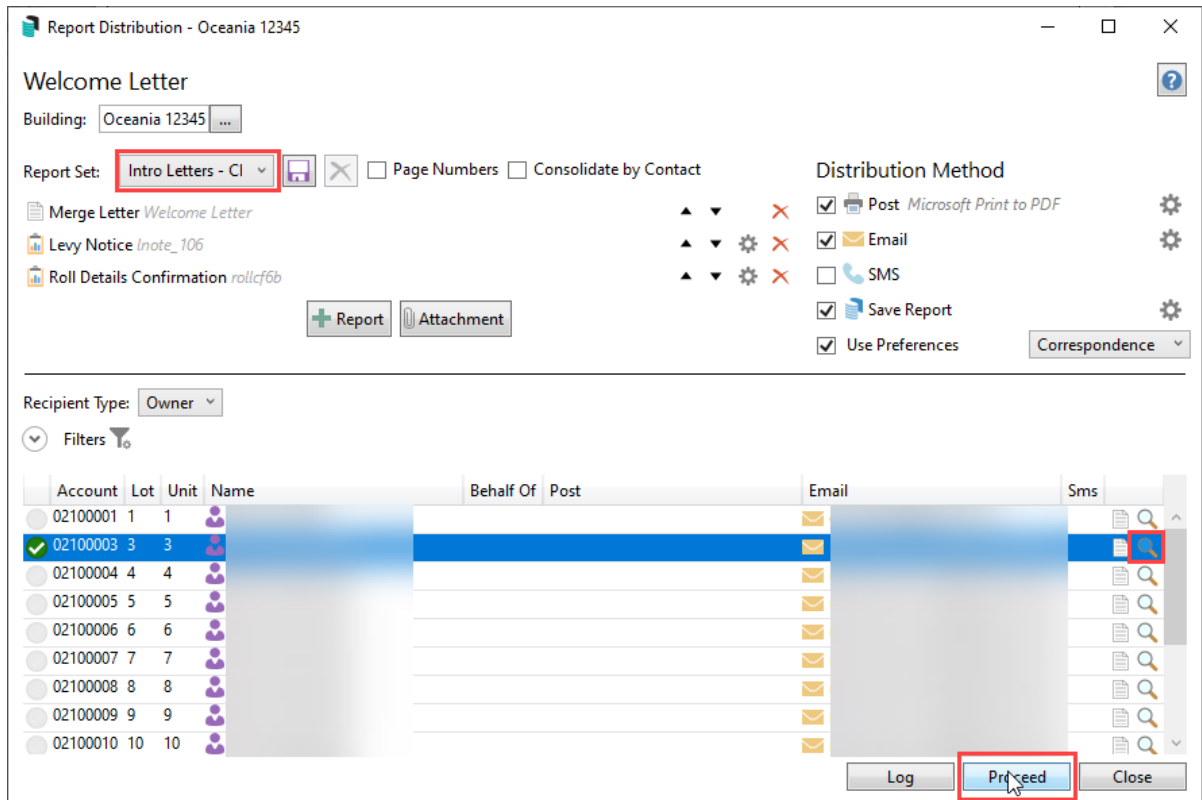 Report Distribution - Oceania 12345
Welcome Letter
Building: Oceania 12345 ...
Report Set: Intro Letters - Cl Page Numbers Consolidate by Contact
Merge Letter Welcome Letter
Levy Notice lnote_106
Roll Details Confirmation rollcf6b
Report Attachment
Distribution Method
Post Microsoft Print to PDF
Email
SMS
Save Report
Use Preferences Correspondence
Recipient Type: Owner
Filters
Account Lot Unit Name Behalf Of Post Email Sms
02100001 1 1
02100003 3 3
02100004 4 4
02100005 5 5
02100006 6 6
02100007 7 7
02100008 8 8
02100009 9 9
02100010 10 10
Log Proceed Close